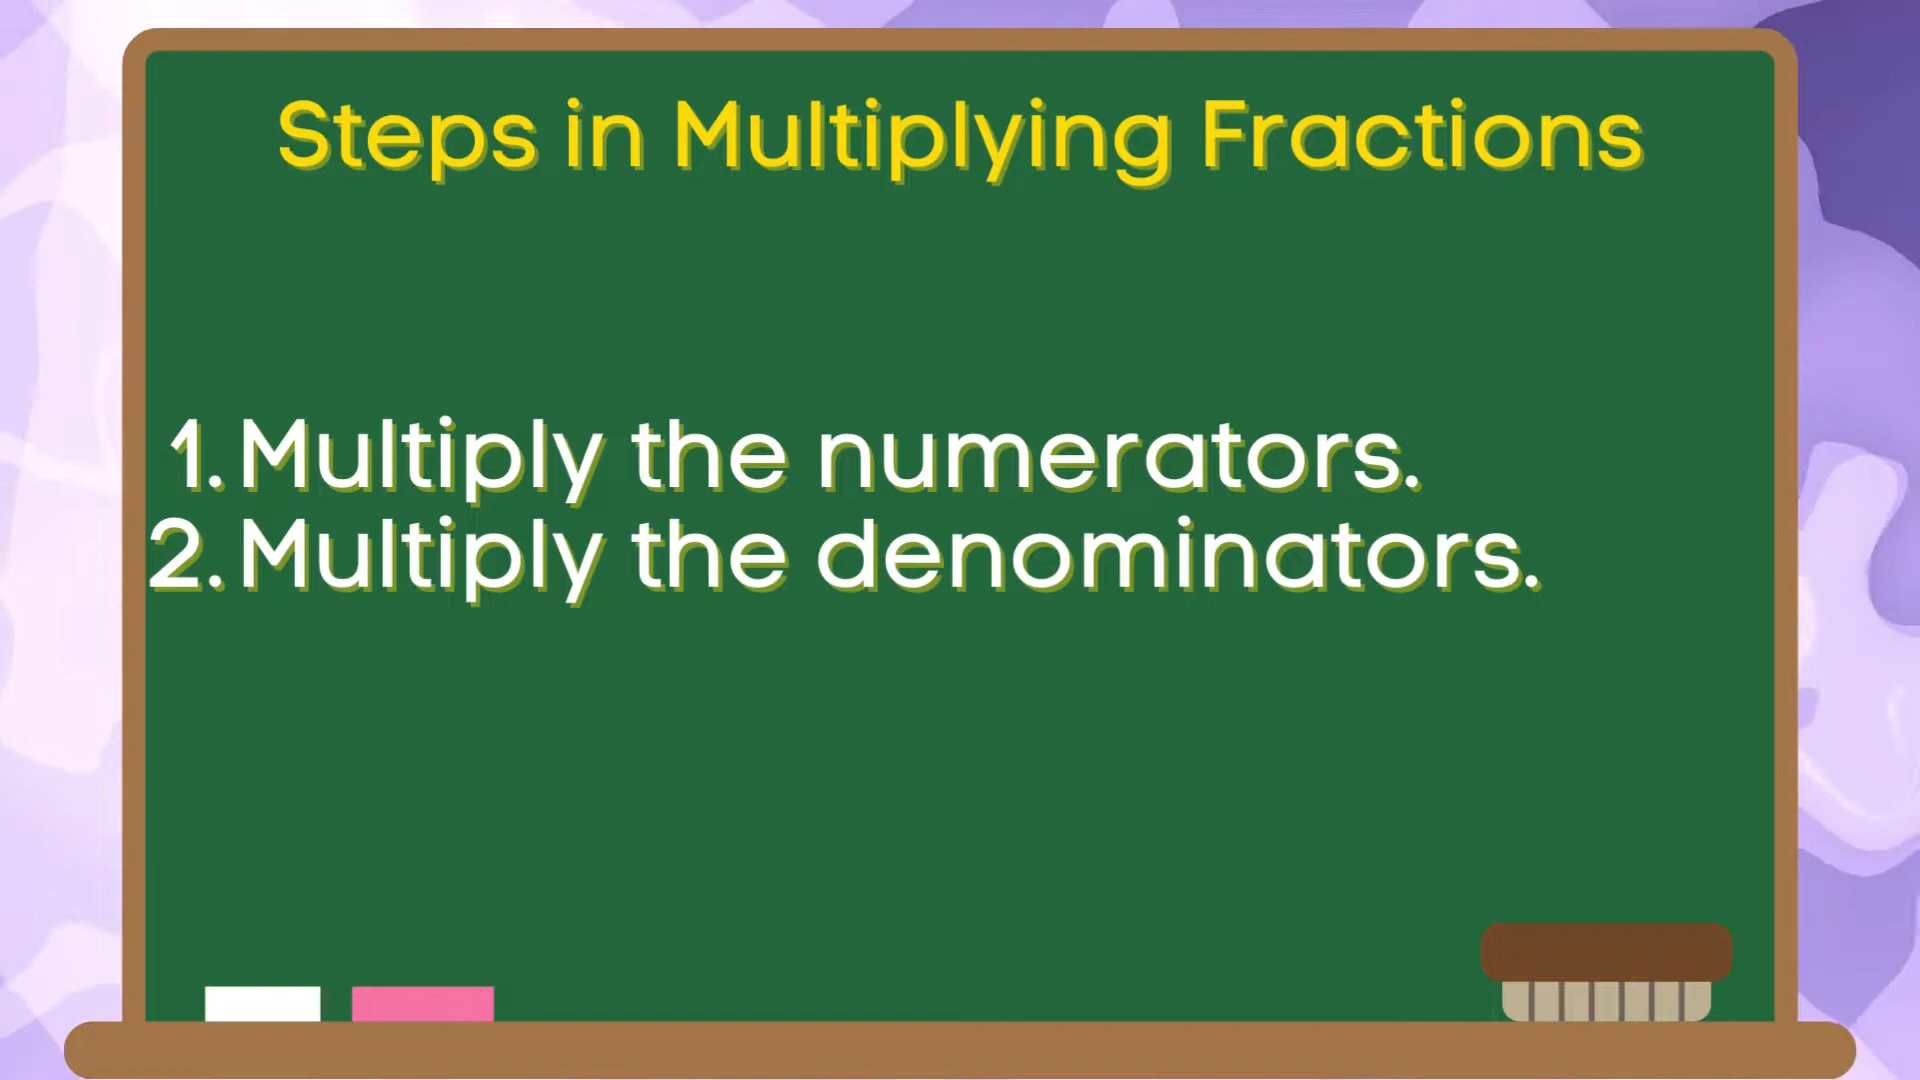 Steps in Multiplying Fractions
1. Multiply the numerators.
2. Multiply the denominators.